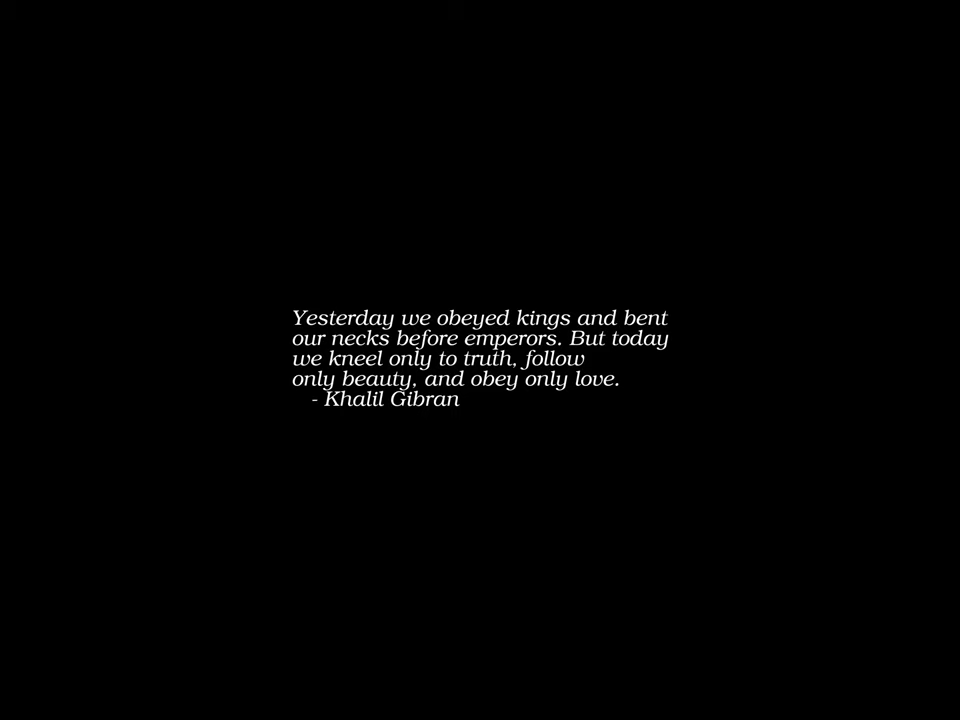 Yesterday we obeyed kings and bent
our necks before emperors. But today
we kneel only to truth, follow
only beauty, and obey only love.
- Khalil Gibran